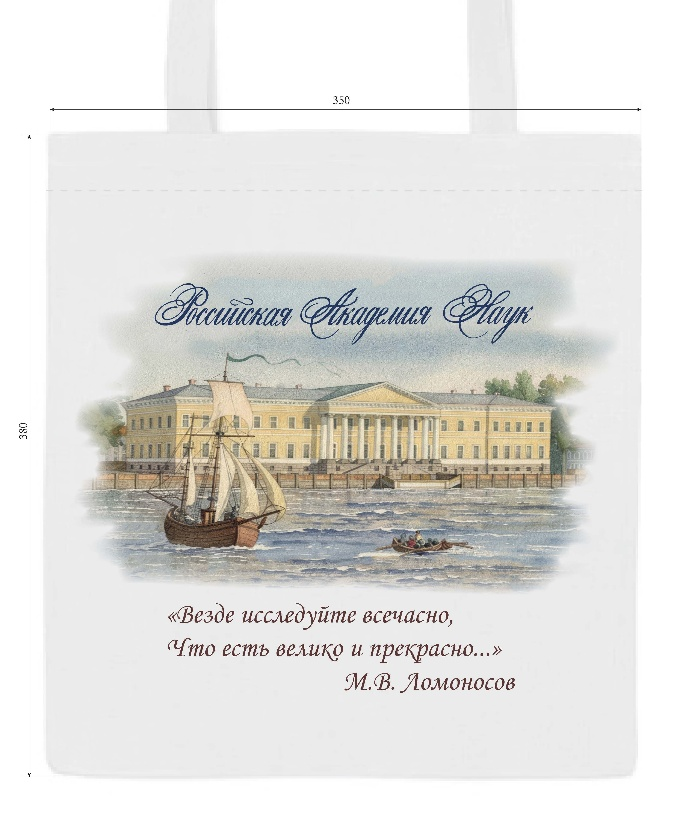 350
380
Российская Академия Наук
«Везде исследуйте всечасно,
Что есть велико и прекрасно...»
М.В. Ломоносов